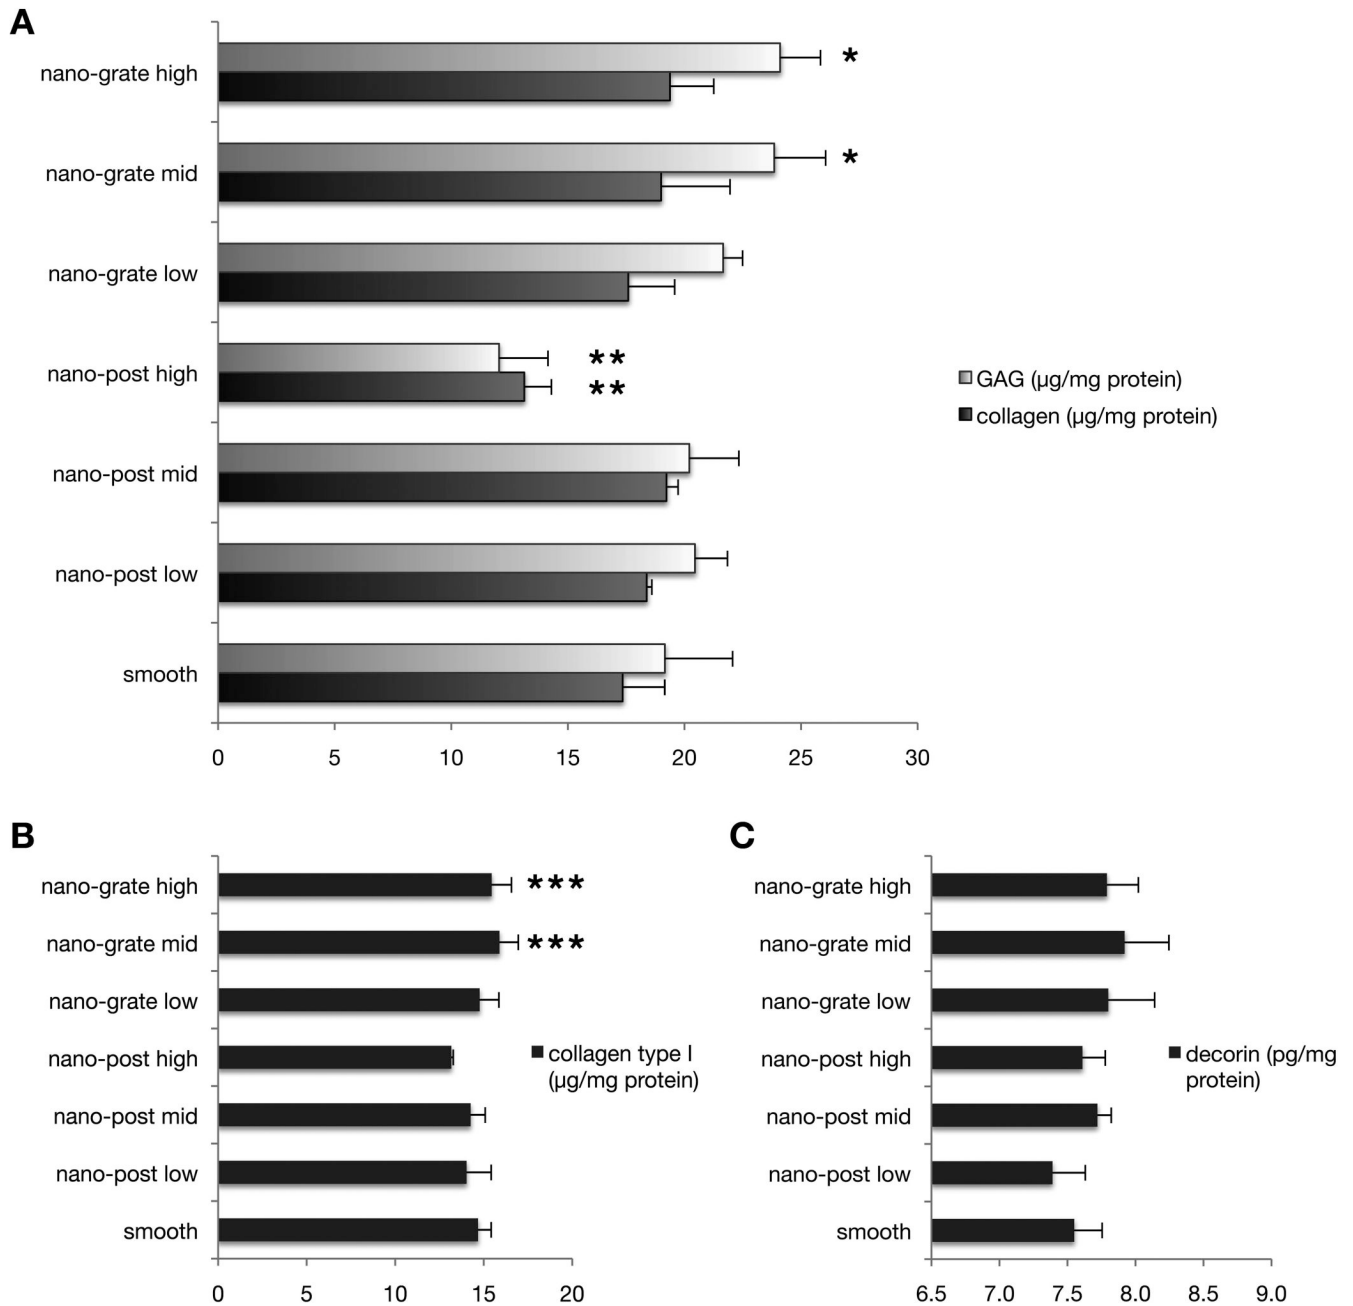 A
nano-grate high
*
nano-grate mid
*
nano-grate low
nano-post high
**
**
nano-post mid
nano-post low
smooth
0 5 10 15 20 25 30
GAG (µg/mg protein)
collagen (µg/mg protein)
B
nano-grate high
***
nano-grate mid
***
nano-grate low
nano-post high
nano-post mid
nano-post low
smooth
0 5 10 15 20
collagen type I
(µg/mg protein)
C
nano-grate high
nano-grate mid
nano-grate low
nano-post high
nano-post mid
nano-post low
smooth
6.5 7.0 7.5 8.0 8.5 9.0
decorin (pg/mg
protein)